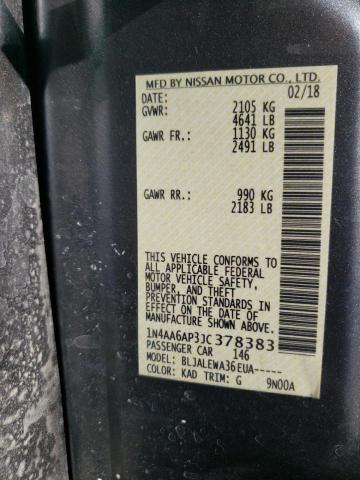 MFD BY NISSAN MOTOR CO., LTD.
DATE: 02/18
GVWR: 2105 KG
4641 LB
GAWR FR.: 1130 KG
2491 LB
GAWR RR.: 990 KG
2183 LB
THIS VEHICLE CONFORMS TO
ALL APPLICABLE FEDERAL
MOTOR VEHICLE SAFETY,
BUMPER, AND THEFT
PREVENTION STANDARDS IN
EFFECT ON THE DATE OF
MANUFACTURE SHOWN ABOVE.
1N4AA6AP3JC378383
PASSENGER CAR 146
MODEL: BLJALEWA36EUA-----
COLOR: KAD TRIM: G 9N00A